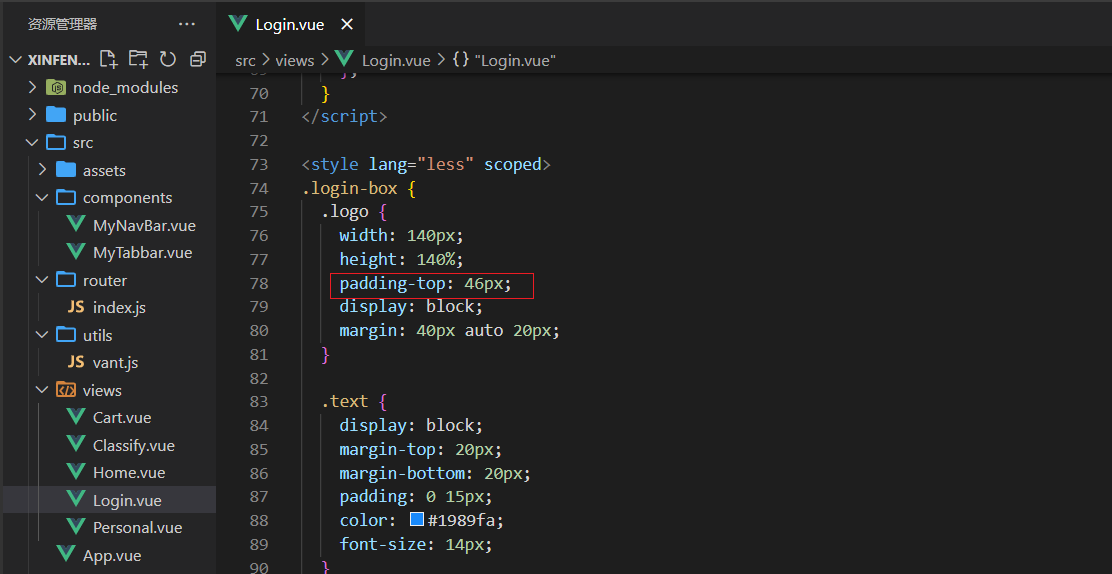 资源管理器 ···
XINFEN...
node_modules
public
src
assets
components
MyNavBar.vue
MyTabbar.vue
router
JS index.js
utils
JS vant.js
views
Cart.vue
Classify.vue
Home.vue
Login.vue
Personal.vue
App.vue
Login.vue ×
src > views > Login.vue > {} "Login.vue"
69 };
70 }
71 </script>
72
73 <style lang="less" scoped>
74 .login-box {
75 .logo {
76 width: 140px;
77 height: 140%;
78 padding-top: 46px;
79 display: block;
80 margin: 40px auto 20px;
81 }
82
83 .text {
84 display: block;
85 margin-top: 20px;
86 margin-bottom: 20px;
87 padding: 0 15px;
88 color: #1989fa;
89 font-size: 14px;
90 }